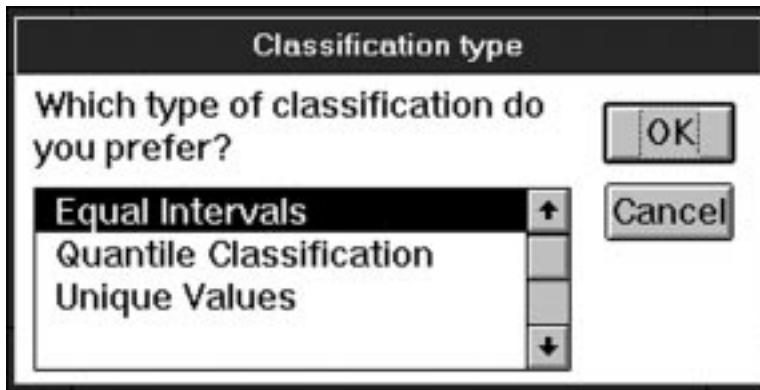 Classification type
Which type of classification do
you prefer?
OK
Equal Intervals
Cancel
Quantile Classification
Unique Values